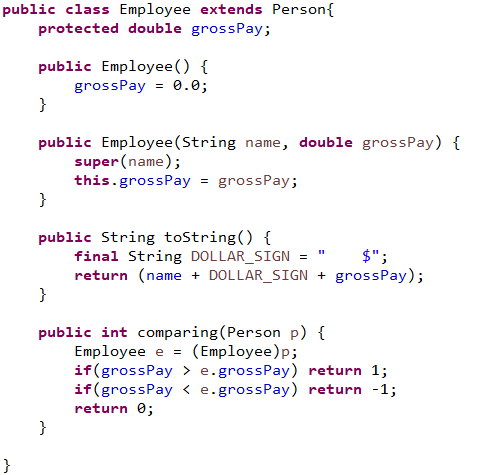 public class Employee extends Person{
    protected double grossPay;

    public Employee() {
        grossPay = 0.0;
    }

    public Employee(String name, double grossPay) {
        super(name);
        this.grossPay = grossPay;
    }

    public String toString() {
        final String DOLLAR_SIGN = "    $";
        return (name + DOLLAR_SIGN + grossPay);
    }

    public int comparing(Person p) {
        Employee e = (Employee)p;
        if(grossPay > e.grossPay) return 1;
        if(grossPay < e.grossPay) return -1;
        return 0;
    }

}